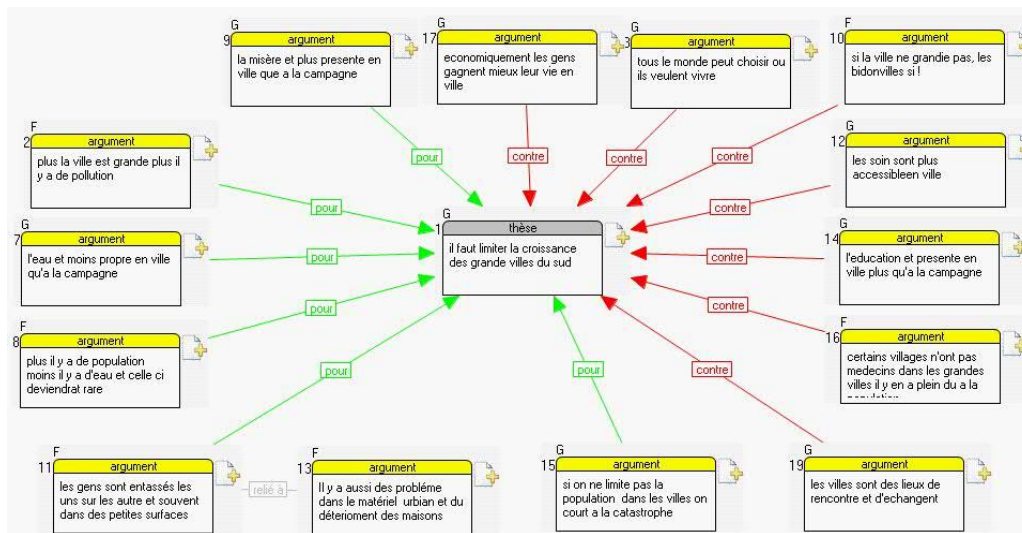 G
9
argument
la misère et plus presente en
ville que a la campagne
G
17
argument
economiquement les gens
gagnent mieux leur vie en
ville
G
3
argument
tous le monde peut choisir ou
ils veulent vivre
F
10
argument
si la ville ne grandie pas, les
bidonvilles si !
F
2
argument
plus la ville est grande plus il
y a de pollution
pour
contre
contre
contre
G
12
argument
les soin sont plus
accessibleen ville
pour
contre
G
1
thèse
il faut limiter la croissance
des grande villes du sud
G
7
argument
l'eau et moins propre en ville
qu'a la campagne
pour
contre
G
14
argument
l'education et presente en
ville plus qu'a la campagne
F
8
argument
plus il y a de population
moins il y a d'eau et celle ci
deviendrat rare
pour
contre
F
16
argument
certains villages n'ont pas
medecins dans les grandes
villes il y en a plein du a la
population
pour
pour
contre
F
11
argument
les gens sont entassés les
uns sur les autre et souvent
dans des petites surfaces
relié à
F
13
argument
Il y a aussi des probléme
dans le matériel urbian et du
déterioment des maisons
G
15
argument
si on ne limite pas la
population dans les villes on
court a la catastrophe
G
19
argument
les villes sont des lieux de
rencontre et d'echangent